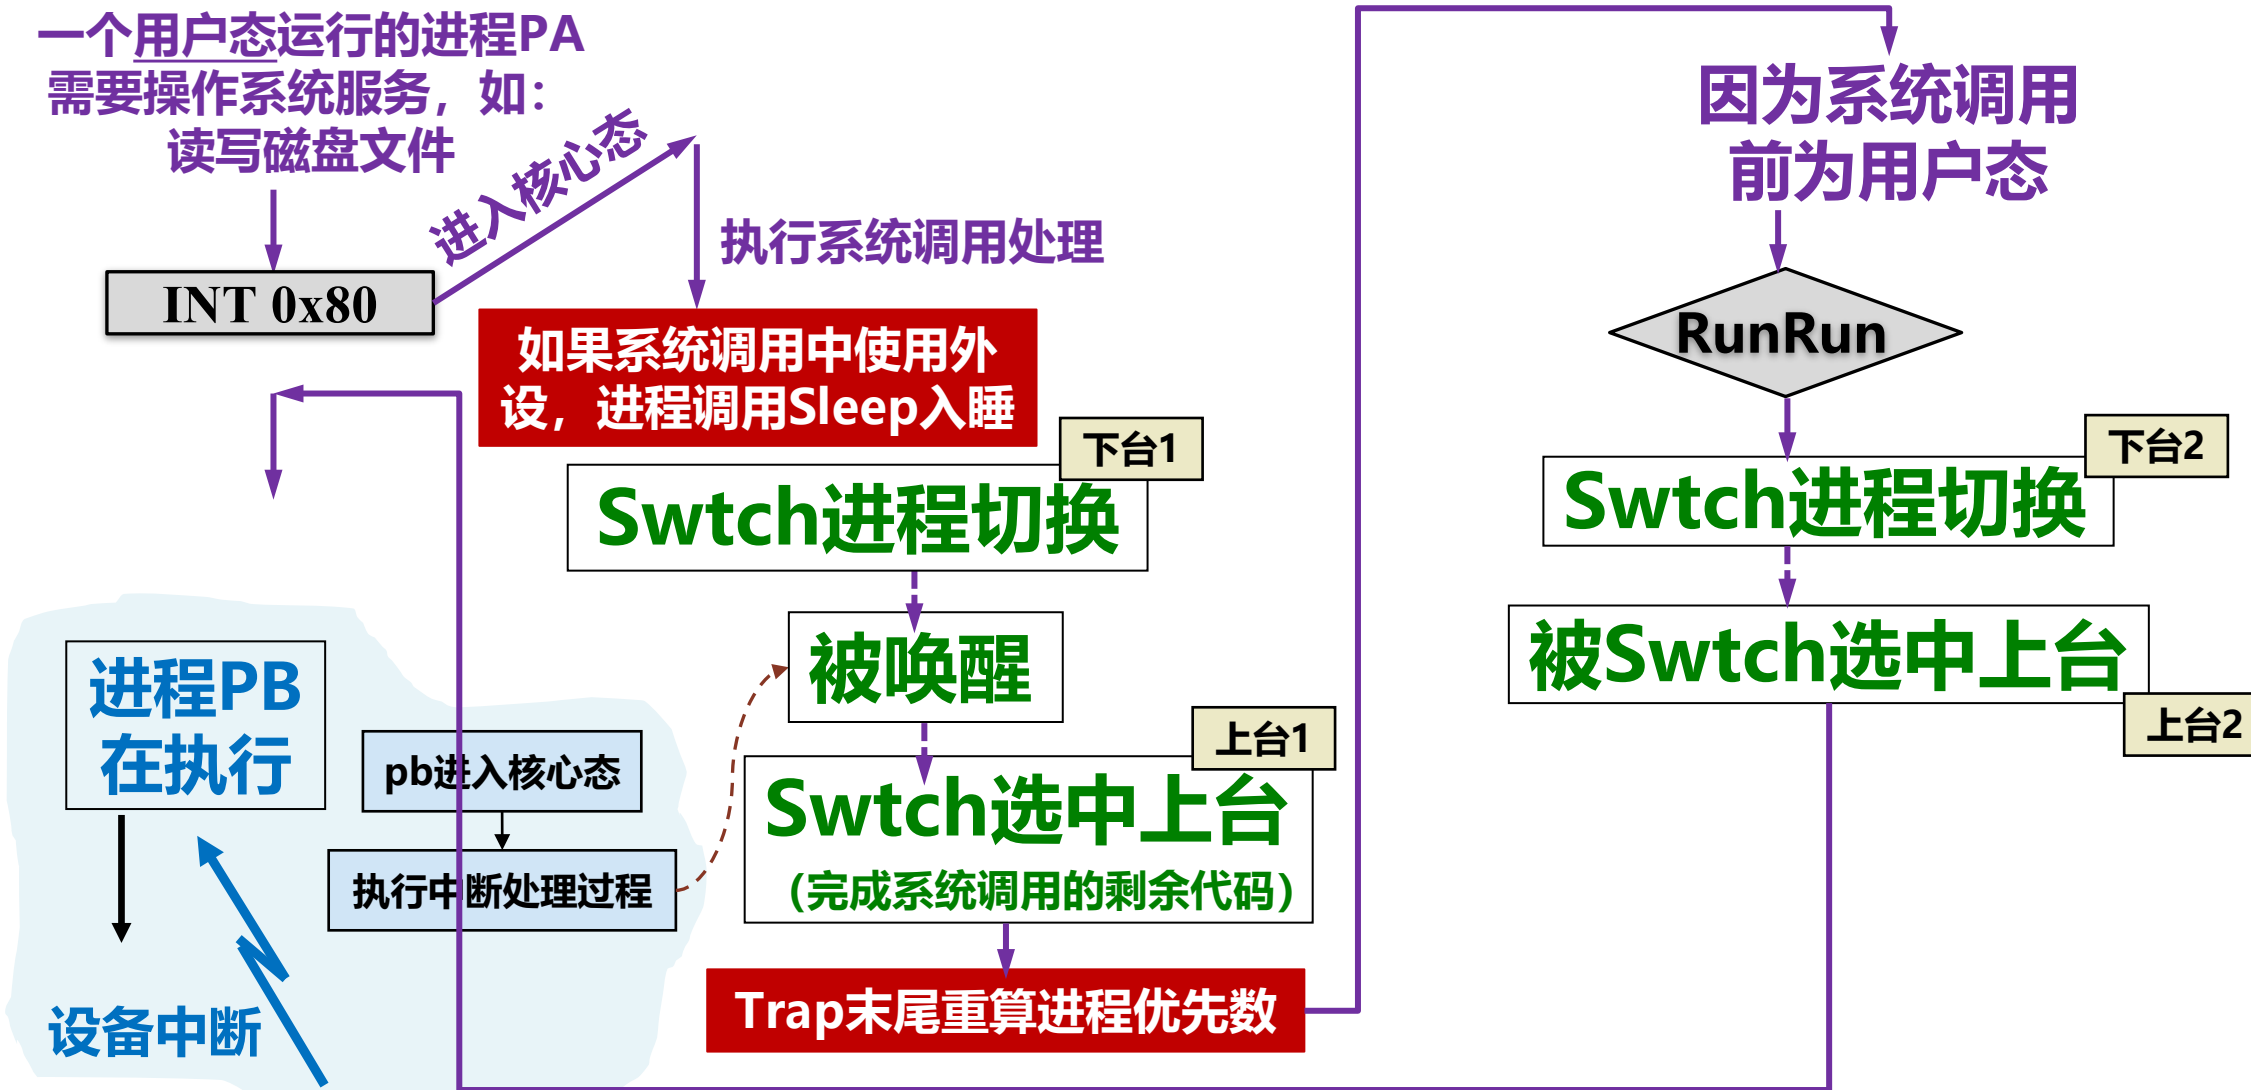 一个用户态运行的进程PA
需要操作系统服务，如：
读写磁盘文件
进入核心态
INT 0x80
执行系统调用处理
如果系统调用中使用外
设，进程调用Sleep入睡
下台1
Swtch进程切换
被唤醒
上台1
Swtch选中上台
（完成系统调用的剩余代码）
Trap末尾重算进程优先数
进程PB
在执行
pb进入核心态
执行中断处理过程
设备中断
因为系统调用
前为用户态
RunRun
下台2
Swtch进程切换
被Swtch选中上台
上台2